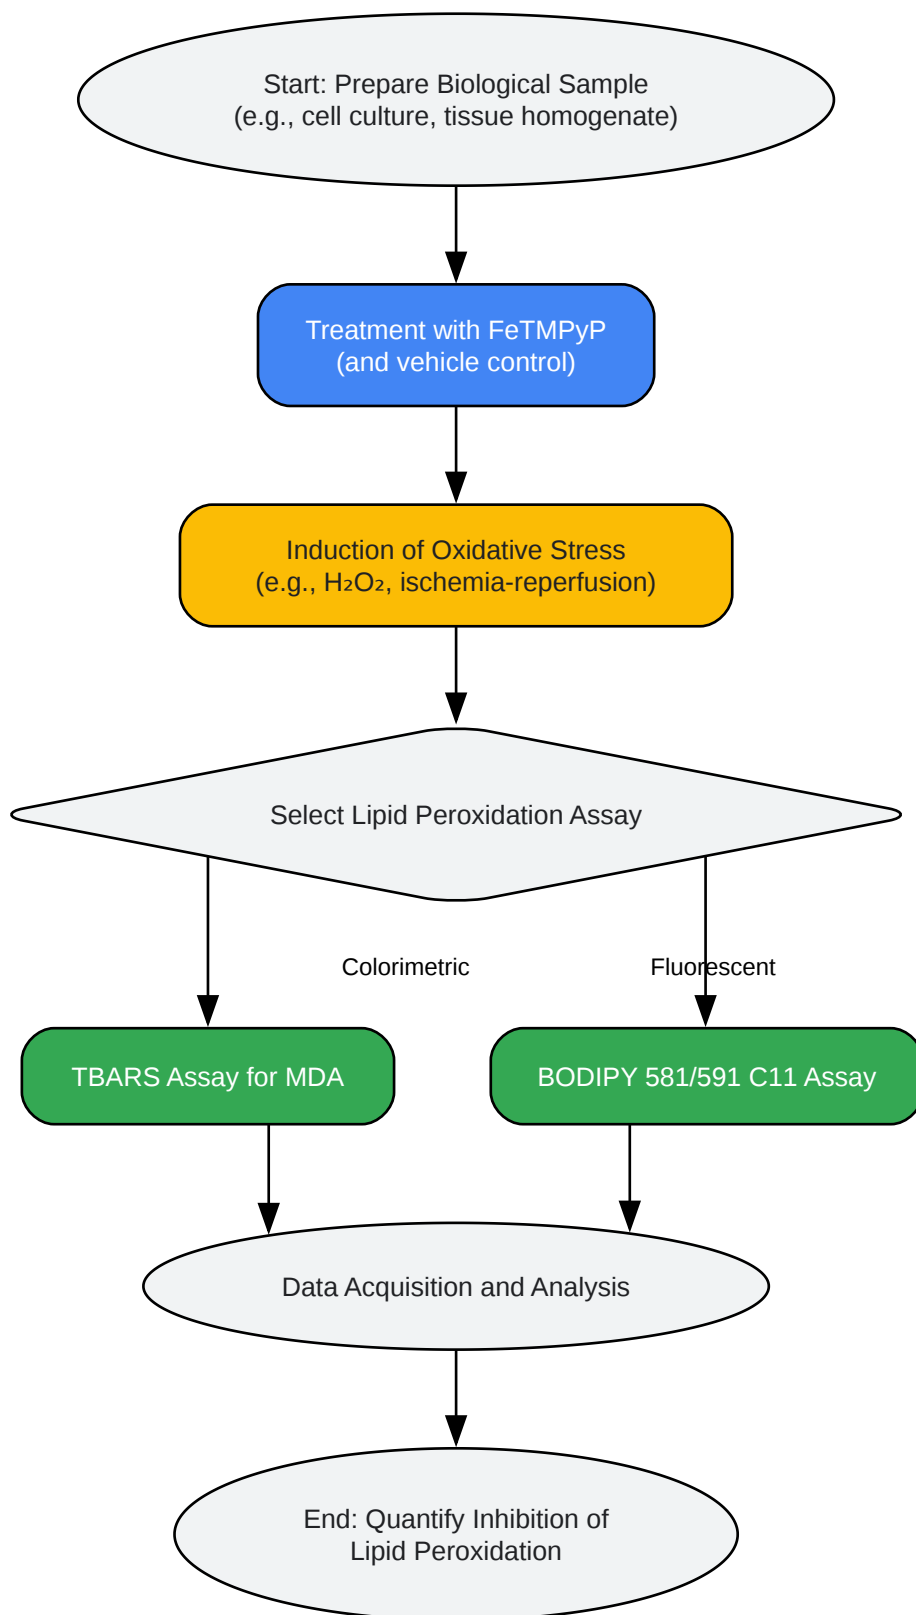 Start: Prepare Biological Sample
(e.g., cell culture, tissue homogenate)
Treatment with FeTMPyP
(and vehicle control)
Induction of Oxidative Stress
(e.g., H₂O₂, ischemia-reperfusion)
Select Lipid Peroxidation Assay
Colorimetric
Fluorescent
TBARS Assay for MDA
BODIPY 581/591 C11 Assay
Data Acquisition and Analysis
End: Quantify Inhibition of
Lipid Peroxidation